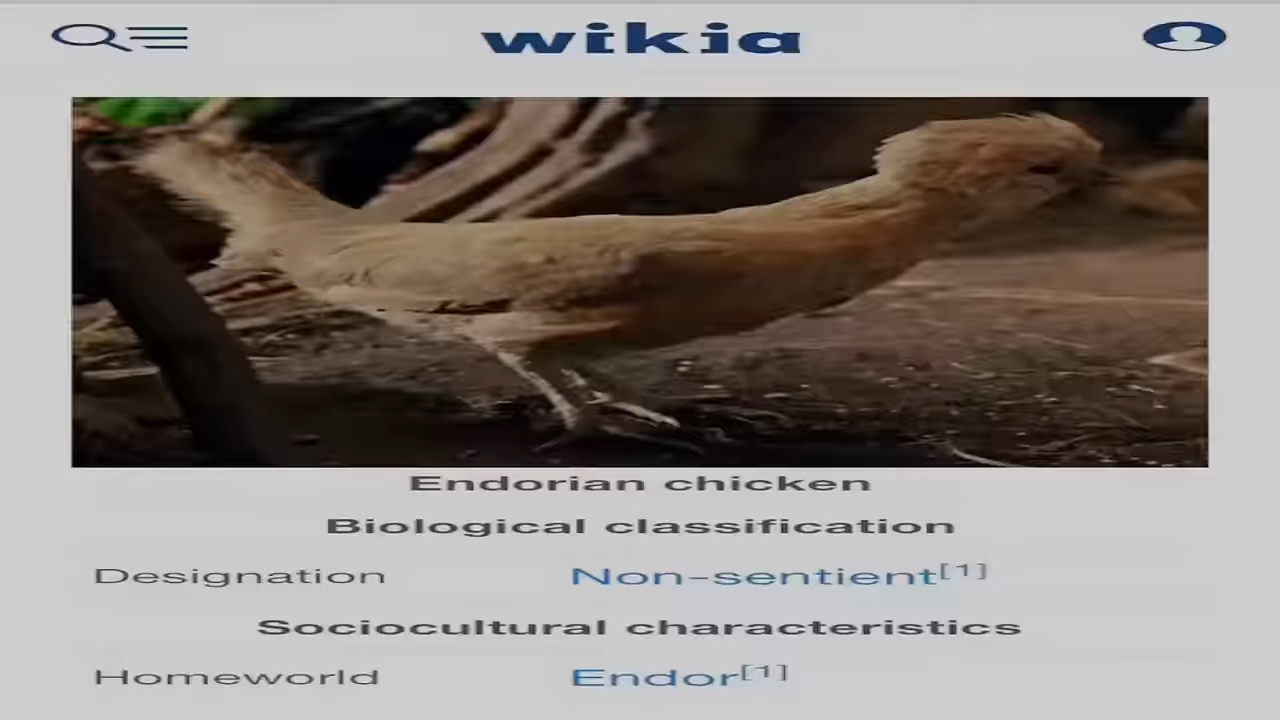 wikia
Endorian chicken
Biological classification
Designation Non-sentient[1]
Sociocultural characteristics
Homeworld Endor[1]